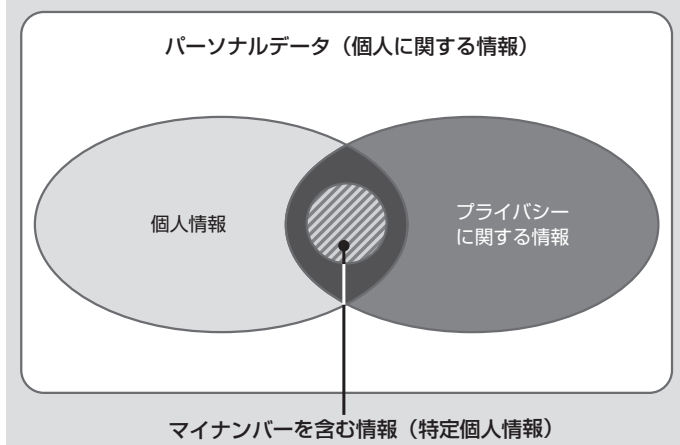 パーソナルデータ（個人に関する情報）
個人情報
プライバシー
に関する情報
マイナンバーを含む情報（特定個人情報）